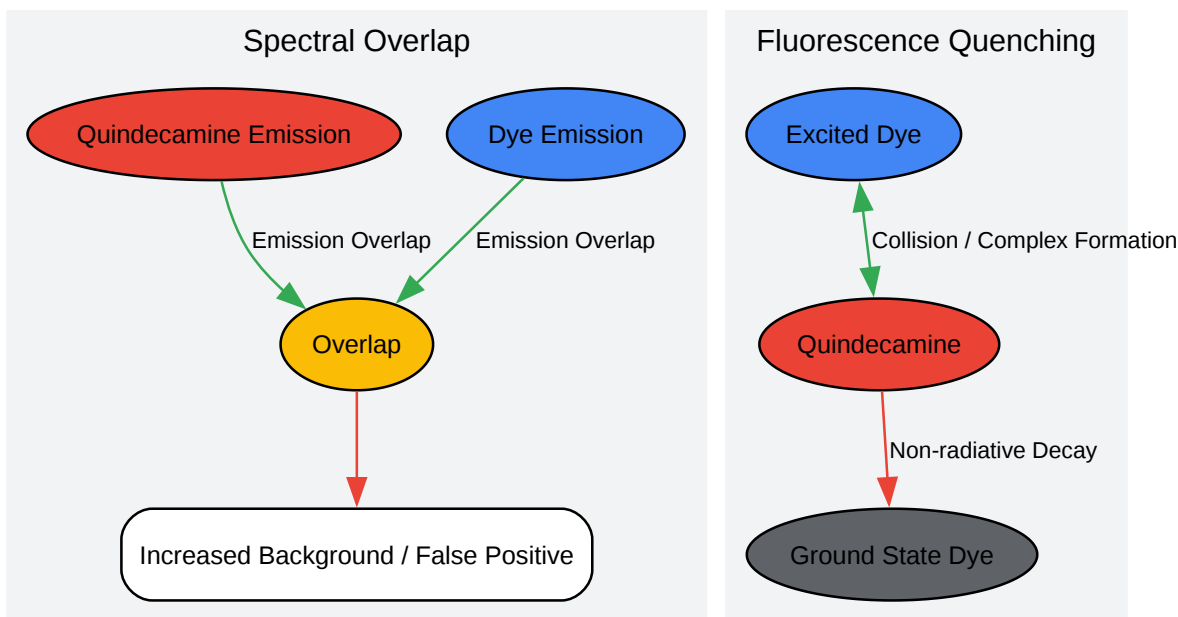 Spectral Overlap
Quindecamine Emission
Dye Emission
Emission Overlap
Emission Overlap
Overlap
Increased Background / False Positive
Fluorescence Quenching
Excited Dye
Collision / Complex Formation
Quindecamine
Non-radiative Decay
Ground State Dye